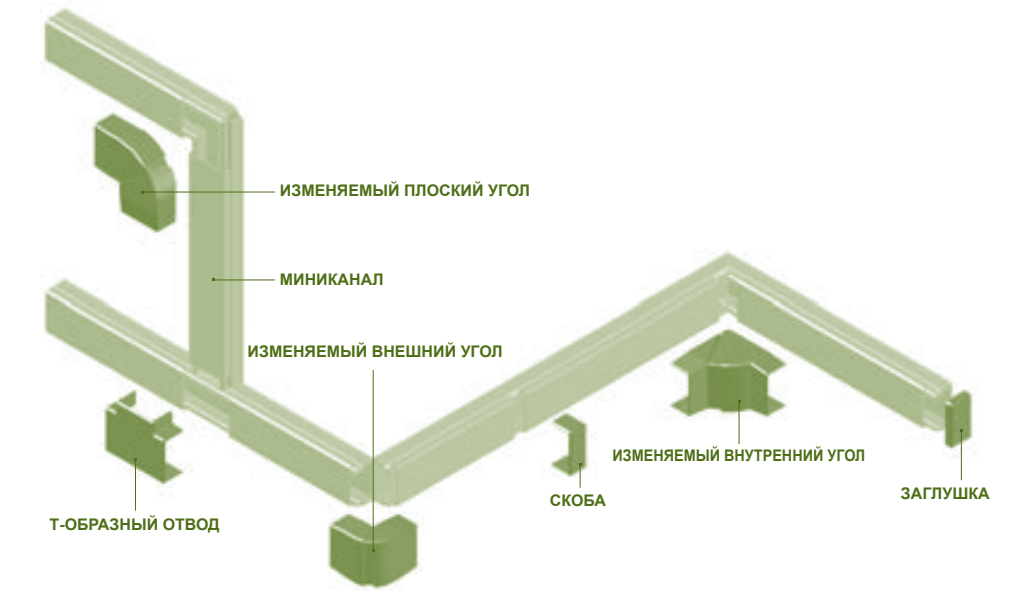 ИЗМЕНЯЕМЫЙ ПЛОСКИЙ УГОЛ
МИНИКАНАЛ
ИЗМЕНЯЕМЫЙ ВНЕШНИЙ УГОЛ
ИЗМЕНЯЕМЫЙ ВНУТРЕННИЙ УГОЛ
ЗАГЛУШКА
СКОБА
Т-ОБРАЗНЫЙ ОТВОД